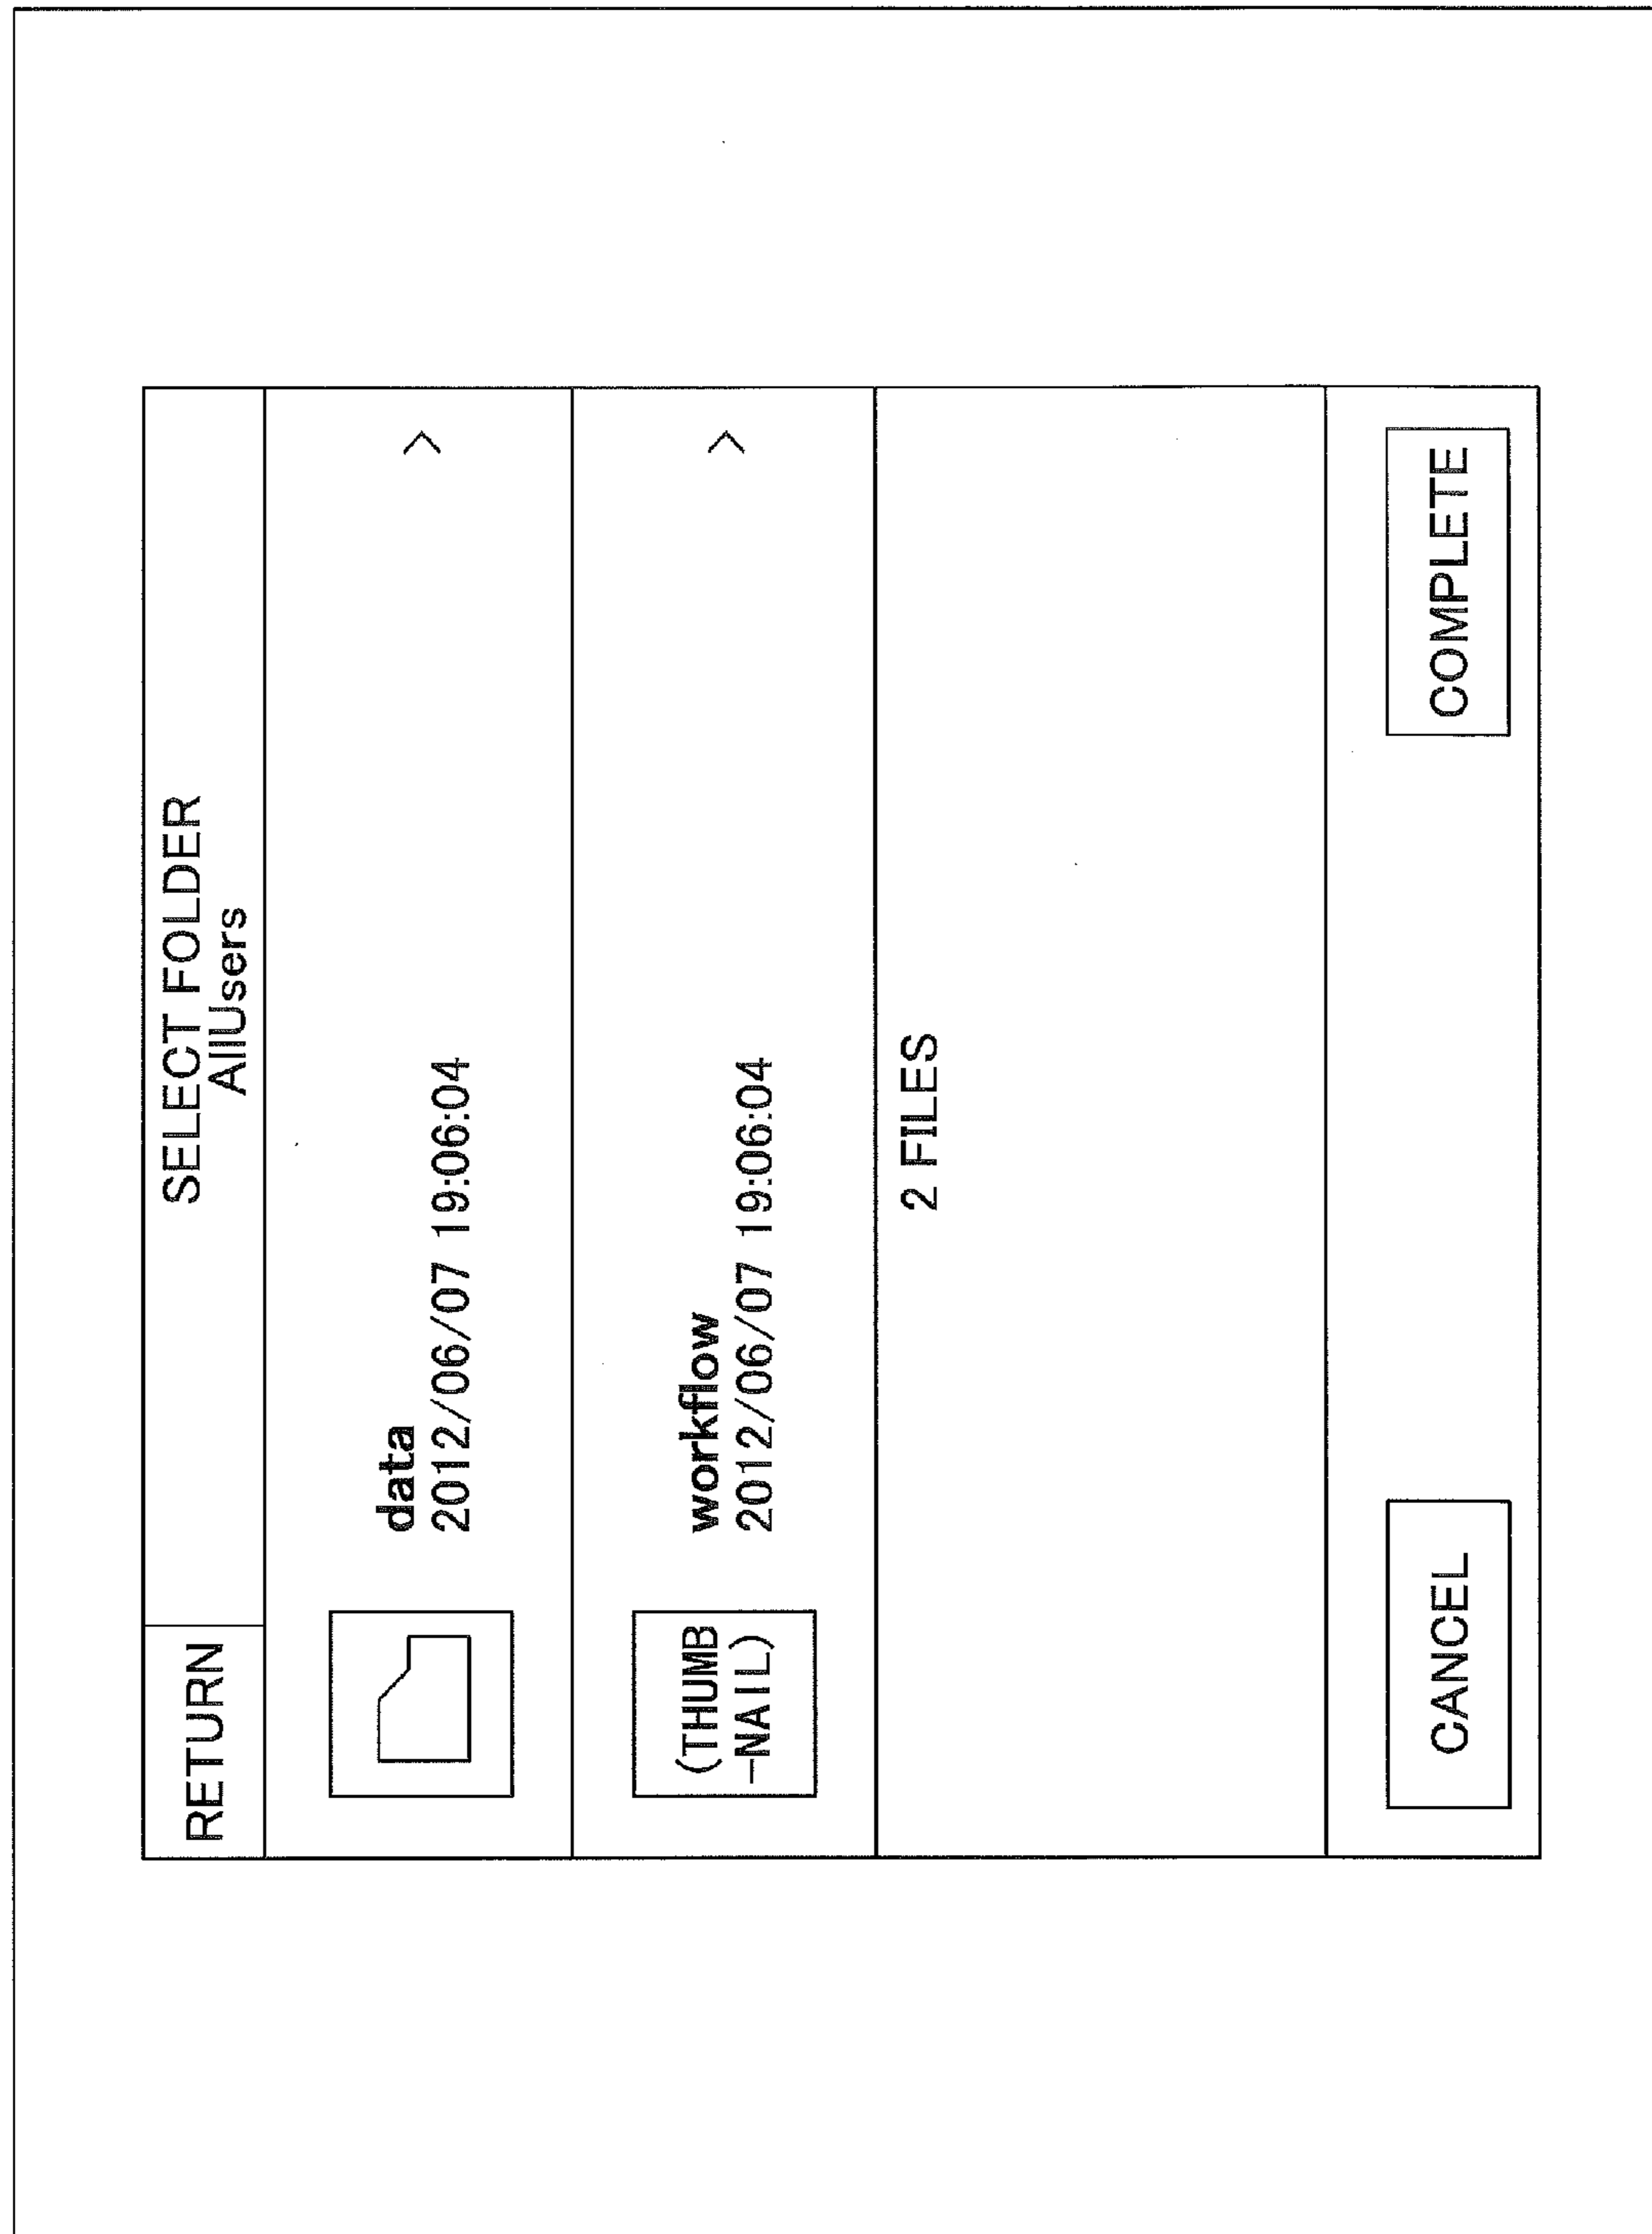 RETURN
SELECT FOLDER
AllUsers
data
2012/06/07 19:06:04
>
(THUMB
-NAIL)
workflow
2012/06/07 19:06:04
>
2 FILES
CANCEL
COMPLETE